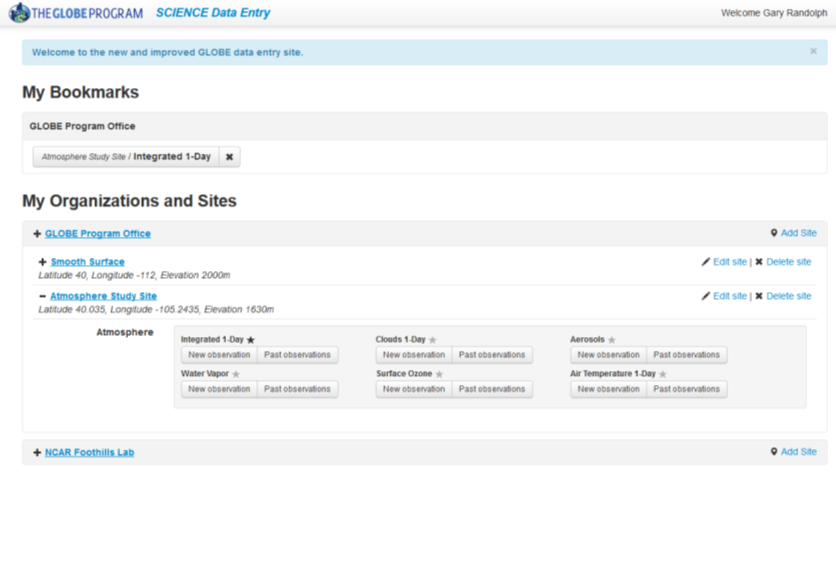 THE GLOBE PROGRAM SCIENCE Data Entry Welcome Gary Randolph
Welcome to the new and improved GLOBE data entry site. ×
My Bookmarks
GLOBE Program Office
Atmosphere Study Site / Integrated 1-Day
My Organizations and Sites
GLOBE Program Office Add Site
Smooth Surface Edit site | Delete site
Latitude 40, Longitude -112, Elevation 2000m
Atmosphere Study Site Edit site | Delete site
Latitude 40.035, Longitude -105.2435, Elevation 1630m
Atmosphere
Integrated 1-Day Clouds 1-Day Aerosols
New observation Past observations New observation Past observations New observation Past observations
Water Vapor Surface Ozone Air Temperature 1-Day
New observation Past observations New observation Past observations New observation Past observations
NCAR Foothills Lab Add Site